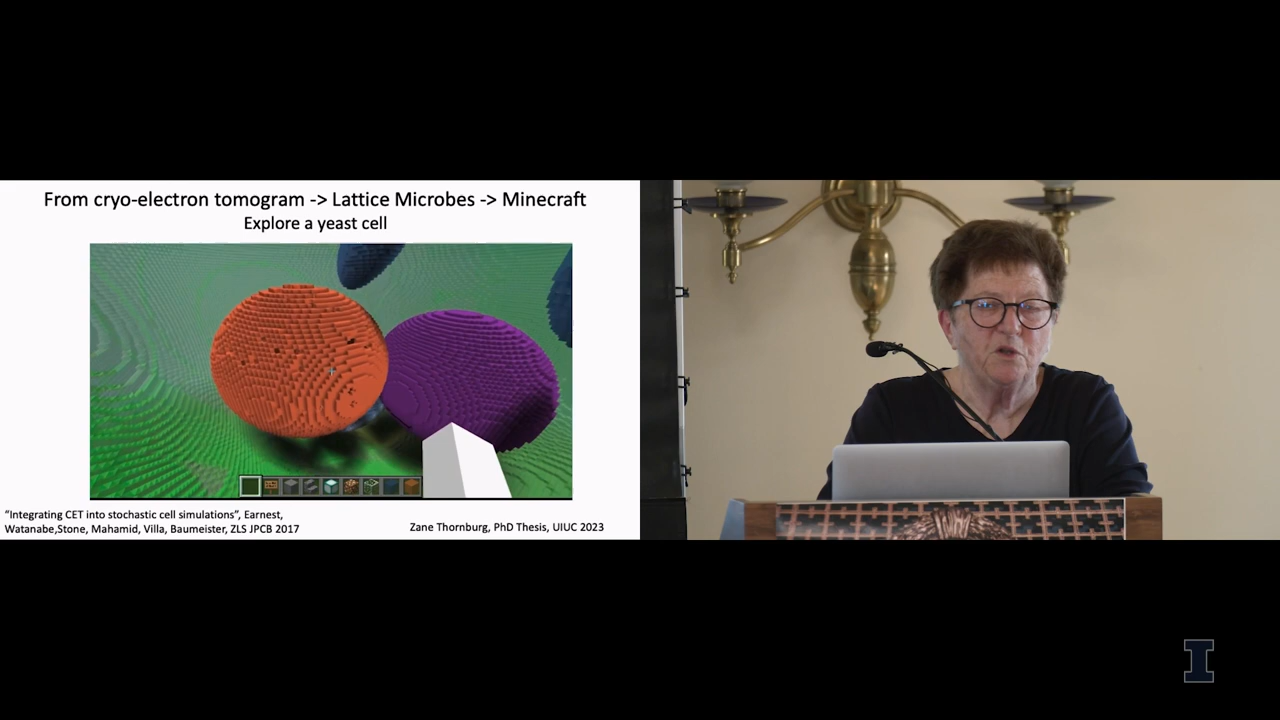 From cryo-electron tomogram -> Lattice Microbes -> Minecraft
Explore a yeast cell
“Integrating CET into stochastic cell simulations”, Earnest,
Watanabe,Stone, Mahamid, Villa, Baumeister, ZLS JPCB 2017
Zane Thornburg, PhD Thesis, UIUC 2023
I